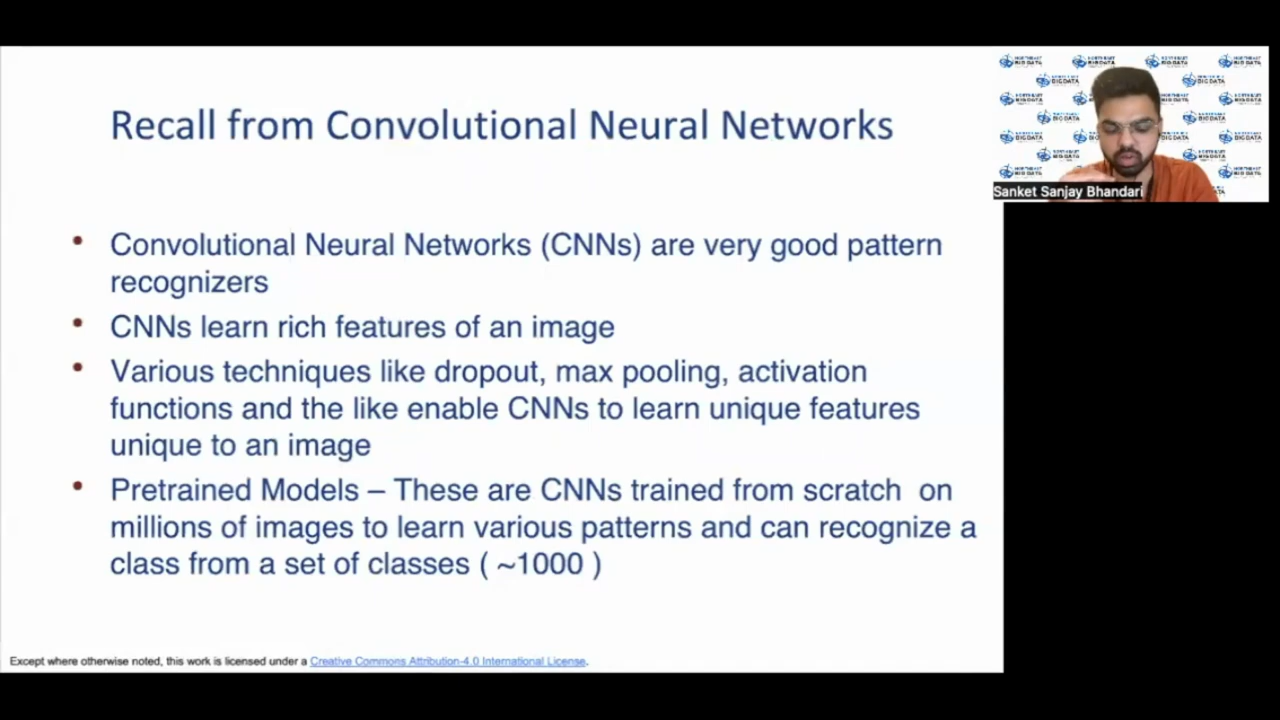 Recall from Convolutional Neural Networks
• Convolutional Neural Networks (CNNs) are very good pattern
recognizers
• CNNs learn rich features of an image
• Various techniques like dropout, max pooling, activation
functions and the like enable CNNs to learn unique features
unique to an image
• Pretrained Models – These are CNNs trained from scratch on
millions of images to learn various patterns and can recognize a
class from a set of classes ( ~1000 )
Except where otherwise noted, this work is licensed under a Creative Commons Attribution-4.0 International License.
NORTHEAST
BIG DATA
Sanket Sanjay Bhandari